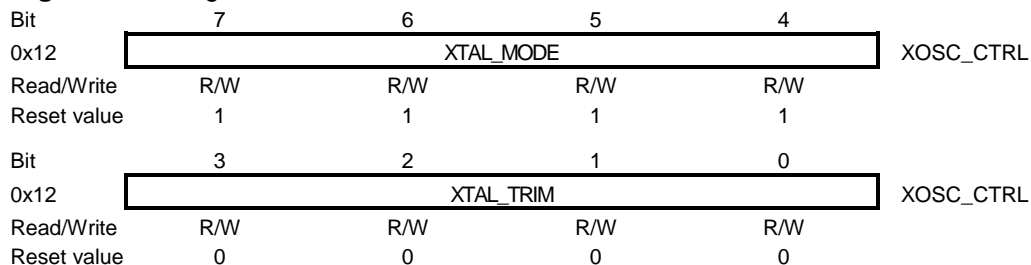 Bit 7 6 5 4
0x12 XTAL_MODE XOSC_CTRL
Read/Write R/W R/W R/W R/W
Reset value 1 1 1 1
Bit 3 2 1 0
0x12 XTAL_TRIM XOSC_CTRL
Read/Write R/W R/W R/W R/W
Reset value 0 0 0 0